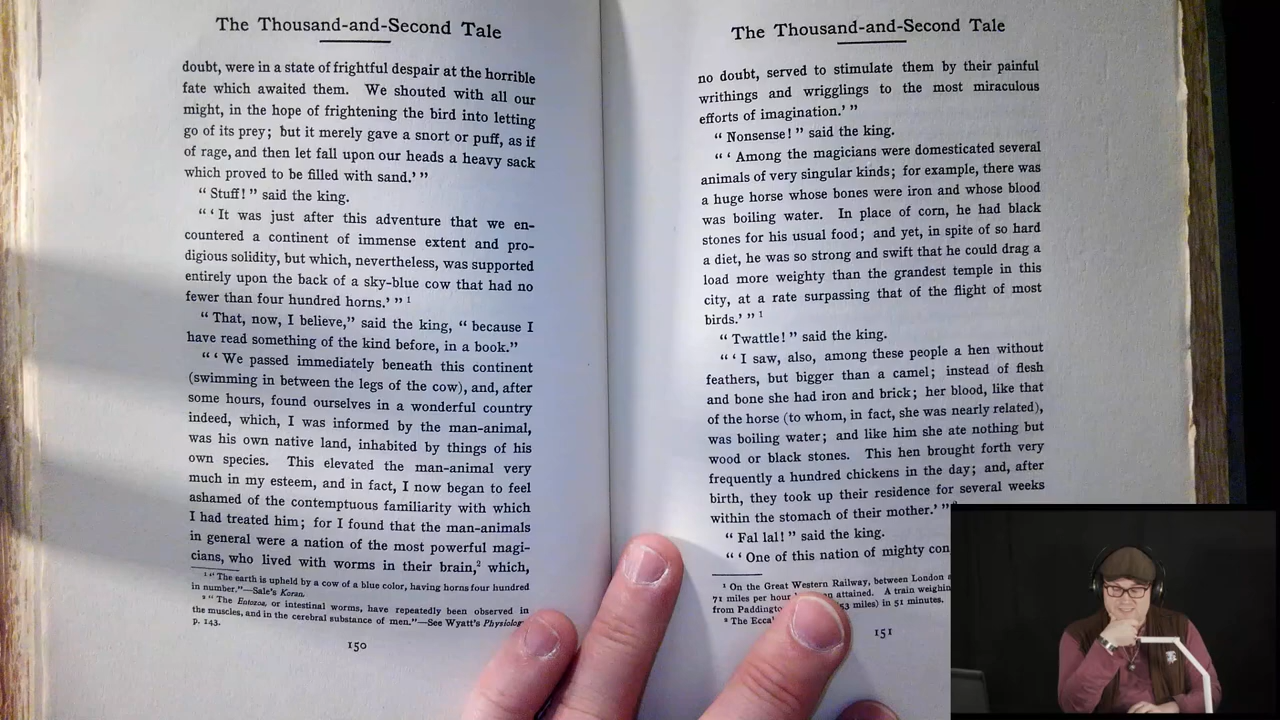 The Thousand-and-Second Tale
doubt, were in a state of frightful despair at the horrible
fate which awaited them. We shouted with all our
might, in the hope of frightening the bird into letting
go of its prey; but it merely gave a snort or puff, as if
of rage, and then let fall upon our heads a heavy sack
which proved to be filled with sand.’”
“Stuff!” said the king.
“‘It was just after this adventure that we en-
countered a continent of immense extent and pro-
digious solidity, but which, nevertheless, was supported
entirely upon the back of a sky-blue cow that had no
fewer than four hundred horns.’”¹
“That, now, I believe,” said the king, “because I
have read something of the kind before, in a book.”
“‘We passed immediately beneath this continent
(swimming in between the legs of the cow), and, after
some hours, found ourselves in a wonderful country
indeed, which, I was informed by the man-animal,
was his own native land, inhabited by things of his
own species. This elevated the man-animal very
much in my esteem, and in fact, I now began to feel
ashamed of the contemptuous familiarity with which
I had treated him; for I found that the man-animals
in general were a nation of the most powerful magi-
cians, who lived with worms in their brain,² which,
¹ “The earth is upheld by a cow of a blue color, having horns four hundred
in number.”—Sale's Koran.
² “The Entozoa, or intestinal worms, have repeatedly been observed in
the muscles, and in the cerebral substance of men.”—See Wyatt's
p. 143.
150
The Thousand-and-Second Tale
no doubt, served to stimulate them by their painful
writhings and wrigglings to the most miraculous
efforts of imagination.’”
“Nonsense!” said the king.
“‘Among the magicians were domesticated several
animals of very singular kinds; for example, there was
a huge horse whose bones were iron and whose blood
was boiling water. In place of corn, he had black
stones for his usual food; and yet, in spite of so hard
a diet, he was so strong and swift that he could drag a
load more weighty than the grandest temple in this
city, at a rate surpassing that of the flight of most
birds.’”¹
“Twattle!” said the king.
“‘I saw, also, among these people a hen without
feathers, but bigger than a camel; instead of flesh
and bone she had iron and brick; her blood, like that
of the horse (to whom, in fact, she was nearly related),
was boiling water; and like him she ate nothing but
wood or black stones. This hen brought forth very
frequently a hundred chickens in the day; and, after
birth, they took up their residence for several weeks
within the stomach of their mother.’”
“Fal lal!” said the king.
“‘One of this nation of mighty con
¹ On the Great Western Railway, between London
71 miles per hour attained. A train
from 53 miles) in 51 minutes.
² The
151